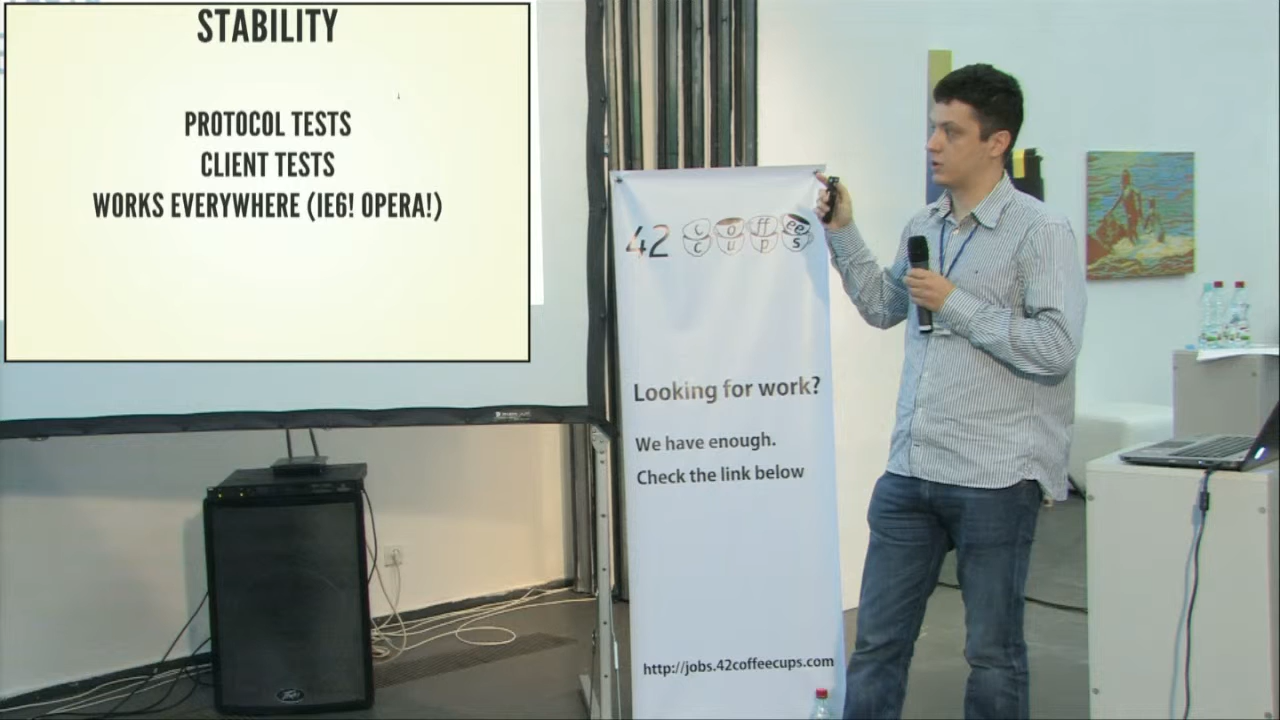 STABILITY
PROTOCOL TESTS
CLIENT TESTS
WORKS EVERYWHERE (IE6! OPERA!)
42 coffee
cups
Looking for work?
We have enough.
Check the link below
http://jobs.42coffeecups.com